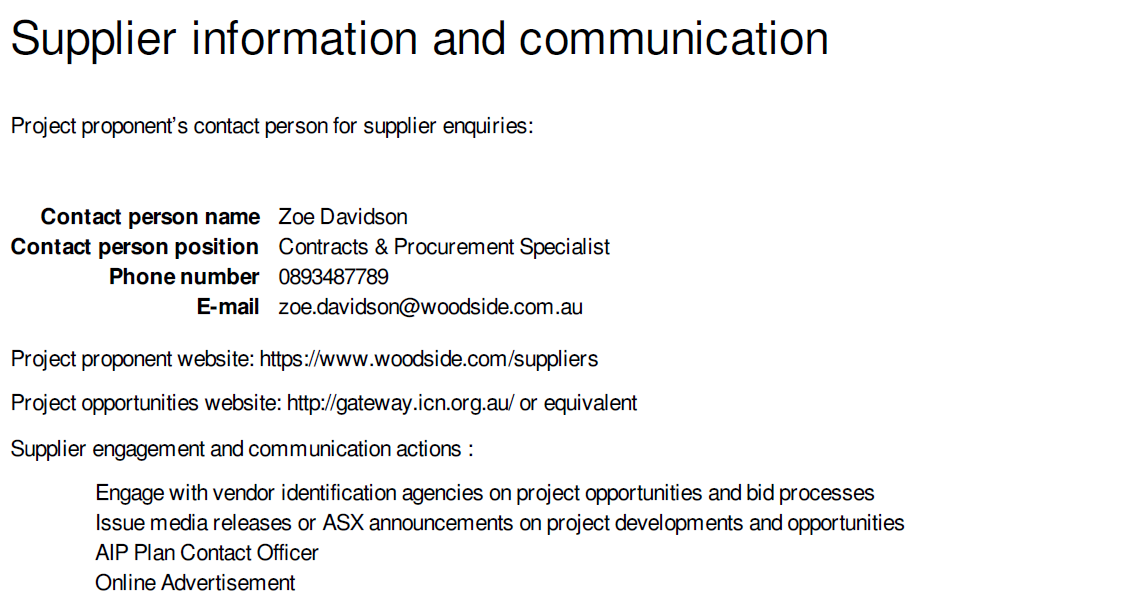 Supplier information and communication
Project proponent’s contact person for supplier enquiries:
Contact person name Zoe Davidson
Contact person position Contracts & Procurement Specialist
Phone number 0893487789
E-mail zoe.davidson@woodside.com.au
Project proponent website: https://www.woodside.com/suppliers
Project opportunities website: http://gateway.icn.org.au/ or equivalent
Supplier engagement and communication actions :
Engage with vendor identification agencies on project opportunities and bid processes
Issue media releases or ASX announcements on project developments and opportunities
AIP Plan Contact Officer
Online Advertisement